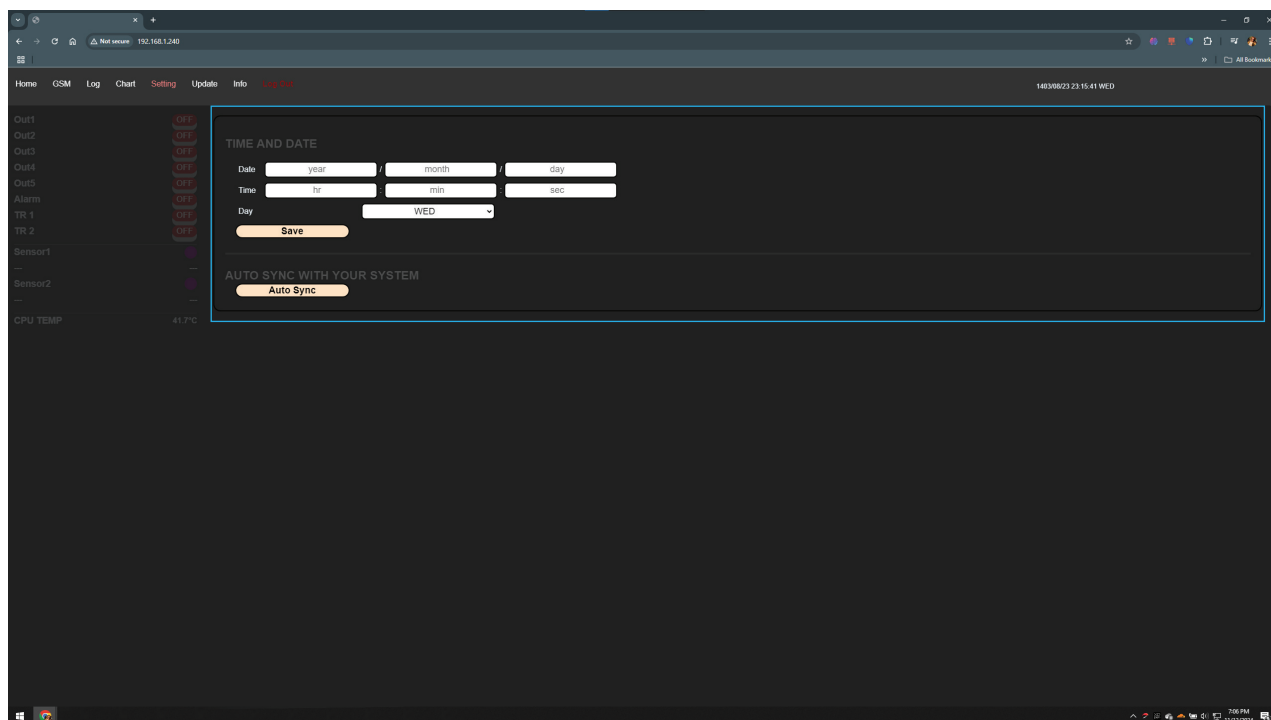 Not secure 192.168.1.240
All Bookmark
Home GSM Log Chart Setting Update Info
1403/08/23 23:15:41 WED
Out1 OFF
Out2 OFF
Out3 OFF
Out4 OFF
Out5 OFF
Alarm OFF
TR 1 OFF
TR 2 OFF
Sensor1
Sensor2
CPU TEMP 41.7°C
TIME AND DATE
Date year / month / day
Time hr : min : sec
Day WED
Save
AUTO SYNC WITH YOUR SYSTEM
Auto Sync
7:06 PM